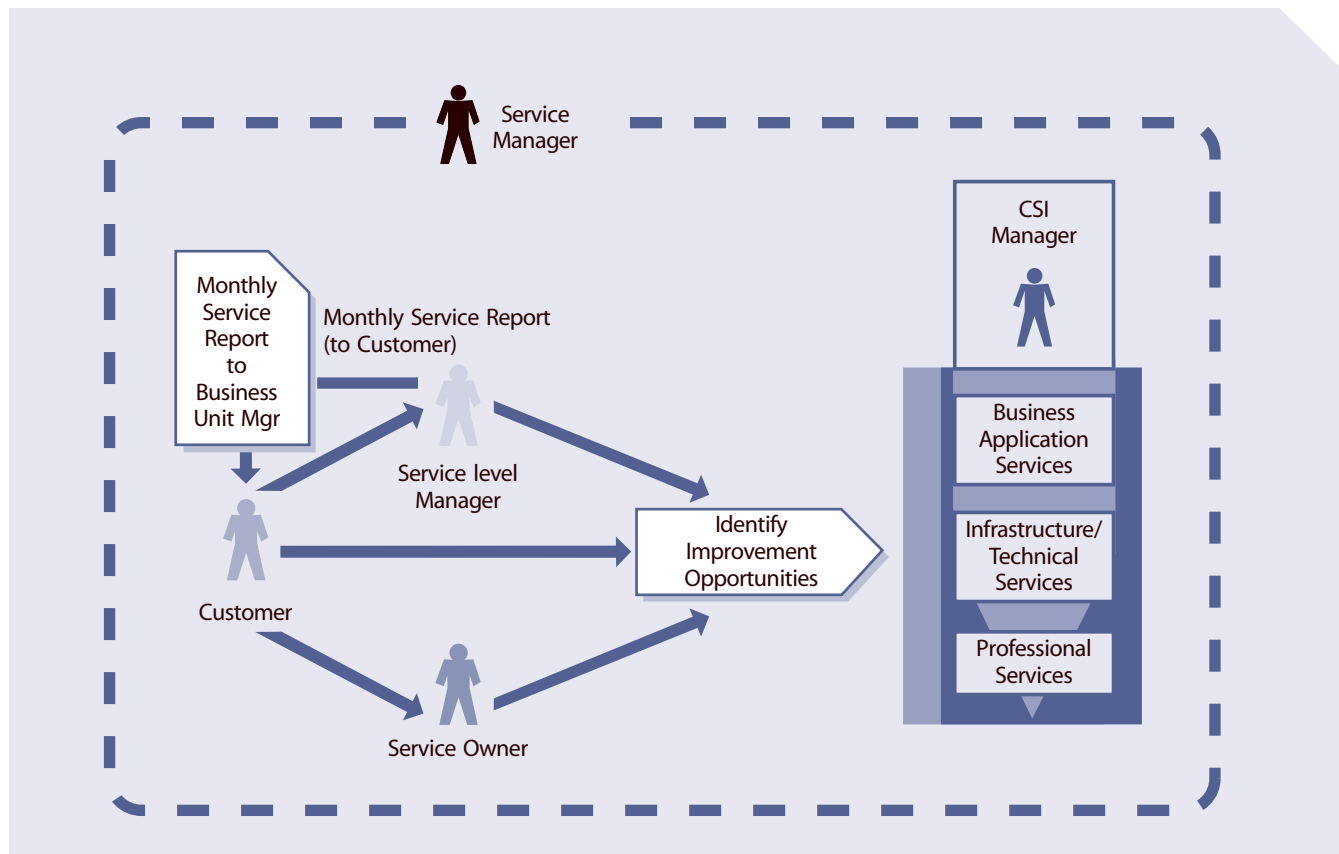 Service
Manager
CSI
Manager
Monthly
Service
Report
to
Business
Unit Mgr
Monthly Service Report
(to Customer)
Service level
Manager
Customer
Service Owner
Identify
Improvement
Opportunities
Business
Application
Services
Infrastructure/
Technical
Services
Professional
Services